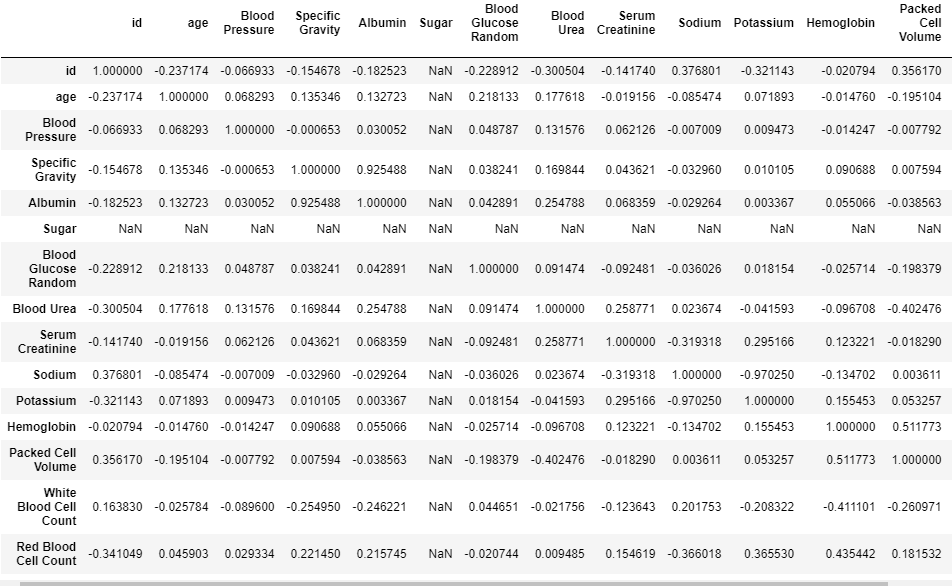 id age Blood Pressure Specific Gravity Albumin Sugar Blood Glucose Random Blood Urea Serum Creatinine Sodium Potassium Hemoglobin Packed Cell Volume
id 1.000000 -0.237174 -0.066933 -0.154678 -0.182523 NaN -0.228912 -0.300504 -0.141740 0.376801 -0.321143 -0.020794 0.356170
age -0.237174 1.000000 0.068293 0.135346 0.132723 NaN 0.218133 0.177618 -0.019156 -0.085474 0.071893 -0.014760 -0.195104
Blood Pressure -0.066933 0.068293 1.000000 -0.000653 0.030052 NaN 0.048787 0.131576 0.062126 -0.007009 0.009473 -0.014247 -0.007792
Specific Gravity -0.154678 0.135346 -0.000653 1.000000 0.925488 NaN 0.038241 0.169844 0.043621 -0.032960 0.010105 0.090688 0.007594
Albumin -0.182523 0.132723 0.030052 0.925488 1.000000 NaN 0.042891 0.254788 0.068359 -0.029264 0.003367 0.055066 -0.038563
Sugar NaN NaN NaN NaN NaN NaN NaN NaN NaN NaN NaN NaN NaN
Blood Glucose Random -0.228912 0.218133 0.048787 0.038241 0.042891 NaN 1.000000 0.091474 -0.092481 -0.036026 0.018154 -0.025714 -0.198379
Blood Urea -0.300504 0.177618 0.131576 0.169844 0.254788 NaN 0.091474 1.000000 0.258771 0.023674 -0.041593 -0.096708 -0.402476
Serum Creatinine -0.141740 -0.019156 0.062126 0.043621 0.068359 NaN -0.092481 0.258771 1.000000 -0.319318 0.295166 0.123221 -0.018290
Sodium 0.376801 -0.085474 -0.007009 -0.032960 -0.029264 NaN -0.036026 0.023674 -0.319318 1.000000 -0.970250 -0.134702 0.003611
Potassium -0.321143 0.071893 0.009473 0.010105 0.003367 NaN 0.018154 -0.041593 0.295166 -0.970250 1.000000 0.155453 0.053257
Hemoglobin -0.020794 -0.014760 -0.014247 0.090688 0.055066 NaN -0.025714 -0.096708 0.123221 -0.134702 0.155453 1.000000 0.511773
Packed Cell Volume 0.356170 -0.195104 -0.007792 0.007594 -0.038563 NaN -0.198379 -0.402476 -0.018290 0.003611 0.053257 0.511773 1.000000
White Blood Cell Count 0.163830 -0.025784 -0.089600 -0.254950 -0.246221 NaN 0.044651 -0.021756 -0.123643 0.201753 -0.208322 -0.411101 -0.260971
Red Blood Cell Count -0.341049 0.045903 0.029334 0.221450 0.215745 NaN -0.020744 0.009485 0.154619 -0.366018 0.365530 0.435442 0.181532